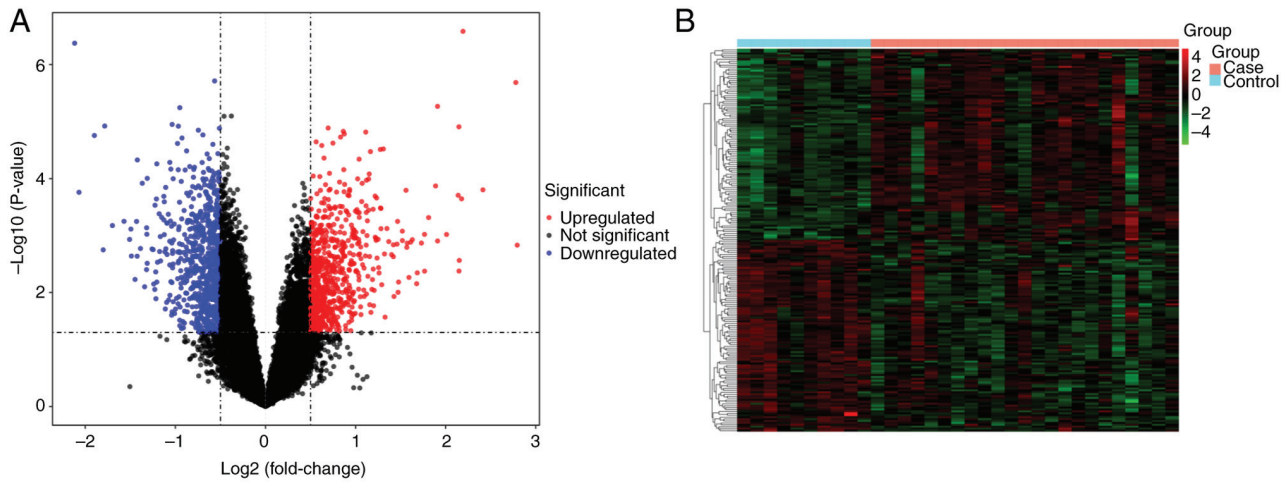 A
6
4
2
0
−2
−1
0
1
2
3
−Log10 (P-value)
Log2 (fold-change)
Significant
Upregulated
Not significant
Downregulated
B
Group
4
2
0
−2
−4
Group
Case
Control